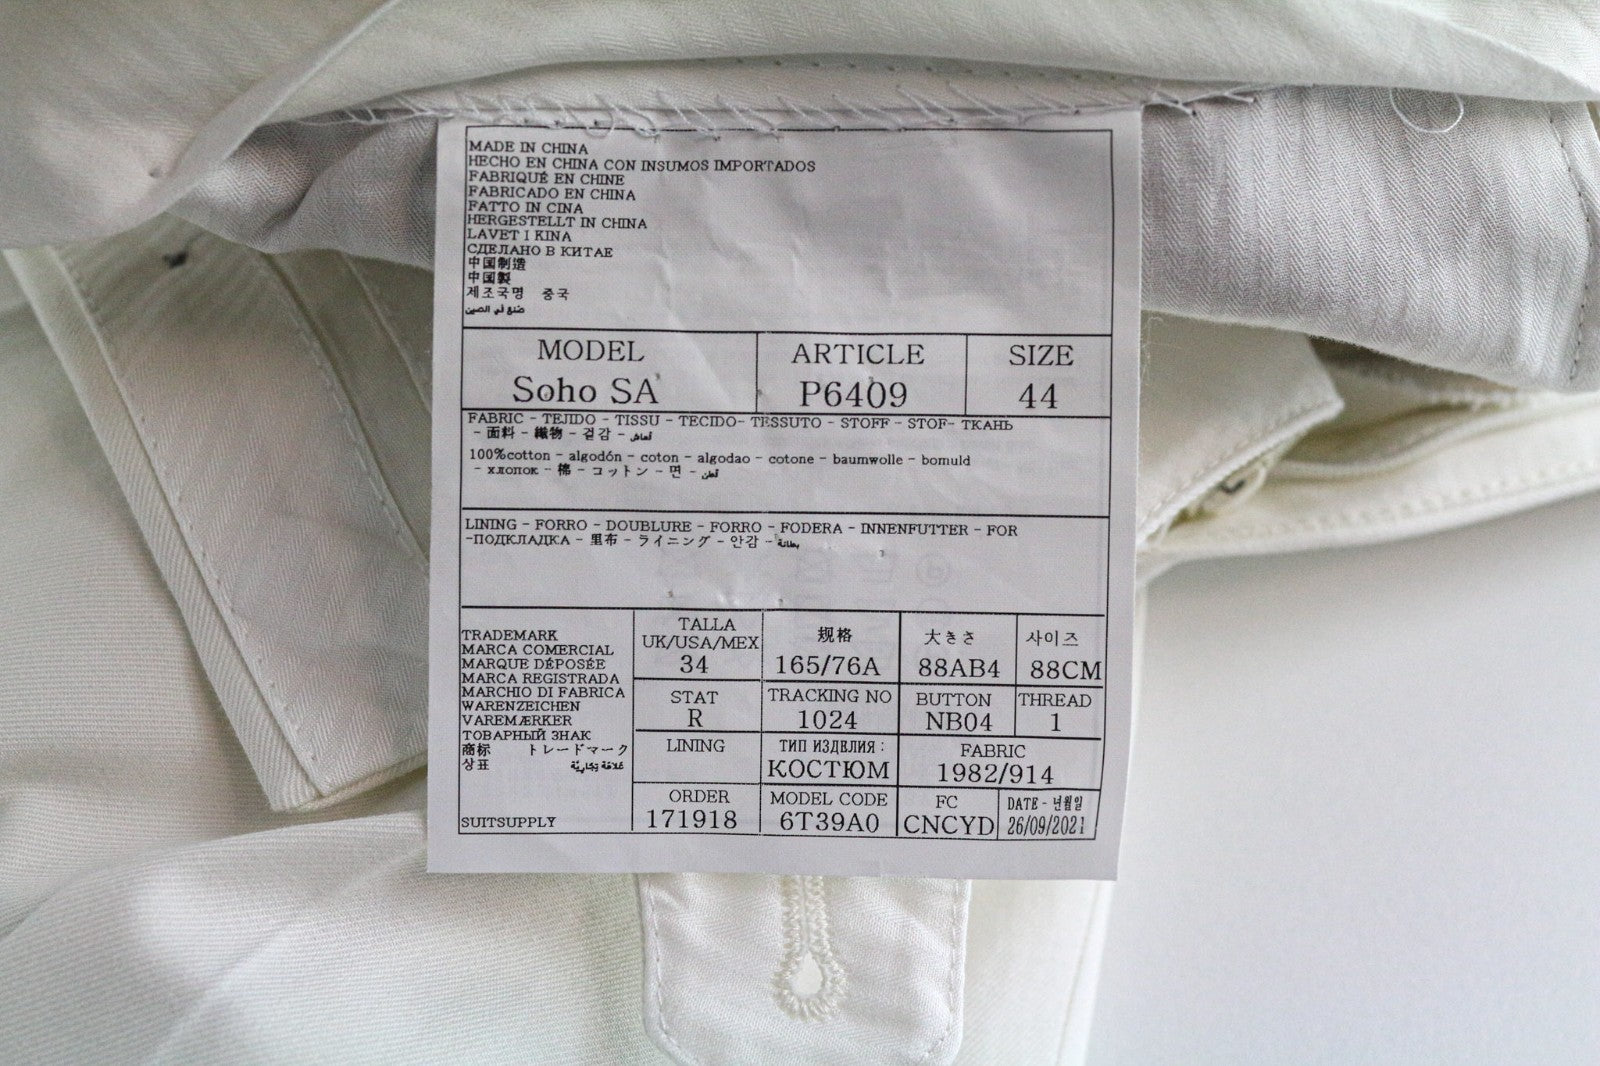 MADE IN CHINA
HECHO EN CHINA CON INSUMOS IMPORTADOS
FABRIQUÉ EN CHINE
FABRICADO EN CHINA
FATTO IN CINA
HERGESTELLT IN CHINA
LAVET I KINA
СДЕЛАНО В КИТАЕ
中国制造
中国製
제조국명 중국
صنع في الصين
MODEL ARTICLE SIZE
Soho SA P6409 44
FABRIC - TEJIDO - TISSU - TECIDO- TESSUTO - STOFF - STOF- ТКАНЬ
- 面料 - 織物 - 겉감 - قماش
100%cotton - algodón - coton - algodao - cotone - baumwolle - bomuld
- хлопок - 棉 - コットン - 면 - قطن
LINING - FORRO - DOUBLURE - FORRO - FODERA - INNENFUTTER - FOR
-ПОДКЛАДКА - 里布 - ライニング - 안감 - بطانة
TRADEMARK
MARCA COMERCIAL
MARQUE DÉPOSÉE
MARCA REGISTRADA
MARCHIO DI FABRICA
WARENZEICHEN
VAREMÆRKER
ТОВАРНЫЙ ЗНАК
商标 トレードマーク
상표 علامة تجارية
SUITSUPPLY
TALLA
UK/USA/MEX 规格 大きさ 사이즈
34 165/76A 88AB4 88CM
STAT TRACKING NO BUTTON THREAD
R 1024 NB04 1
LINING ТИП ИЗДЕЛИЯ : FABRIC
КОСТЮМ 1982/914
ORDER MODEL CODE FC DATE - 년월일
171918 6T39A0 CNCYD 26/09/2021